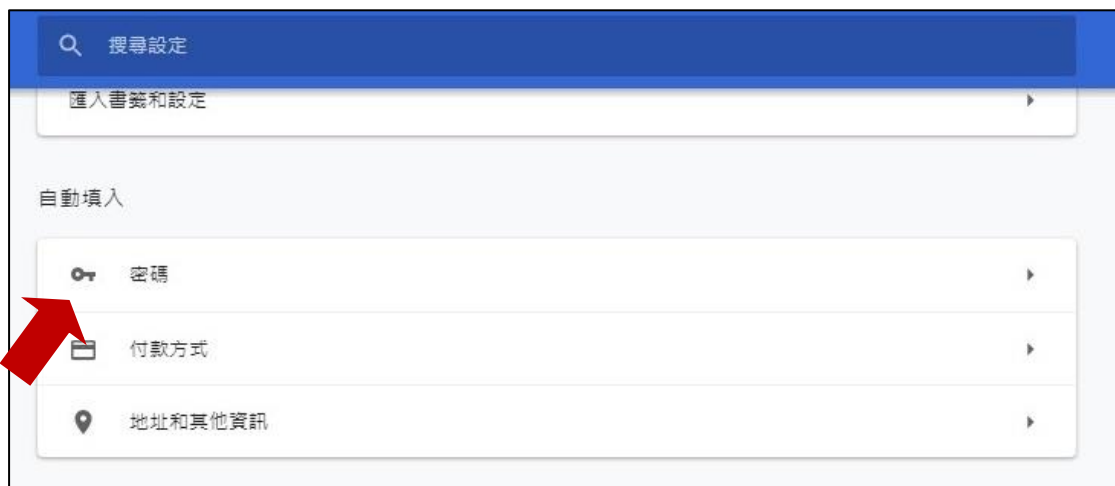 搜尋設定
匯入書籤和設定
自動填入
密碼
付款方式
地址和其他資訊